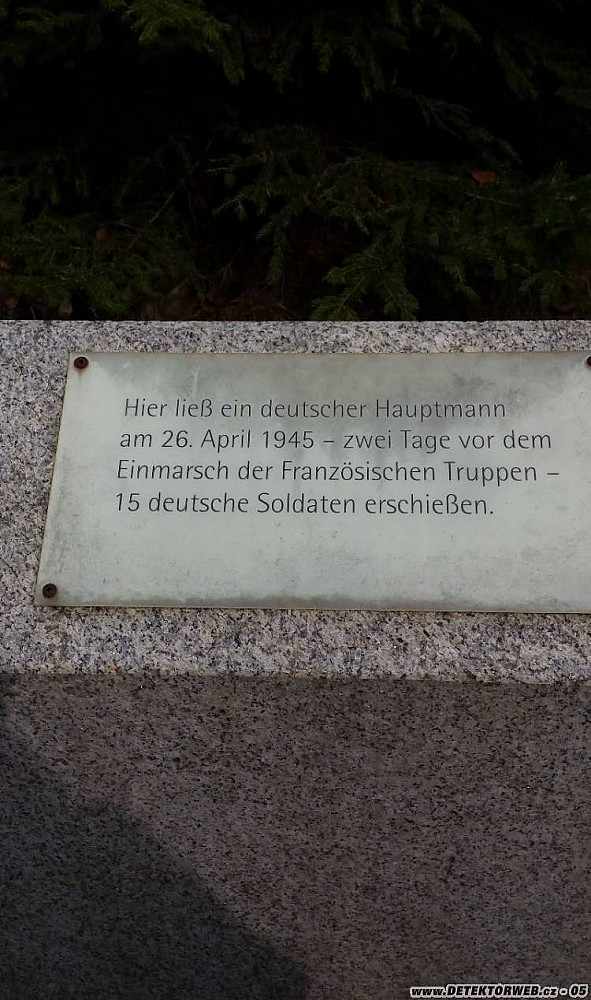 Hier ließ ein deutscher Hauptmann
am 26. April 1945 – zwei Tage vor dem
Einmarsch der Französischen Truppen –
15 deutsche Soldaten erschießen.
www.DETEKTORWEB.cz - 05